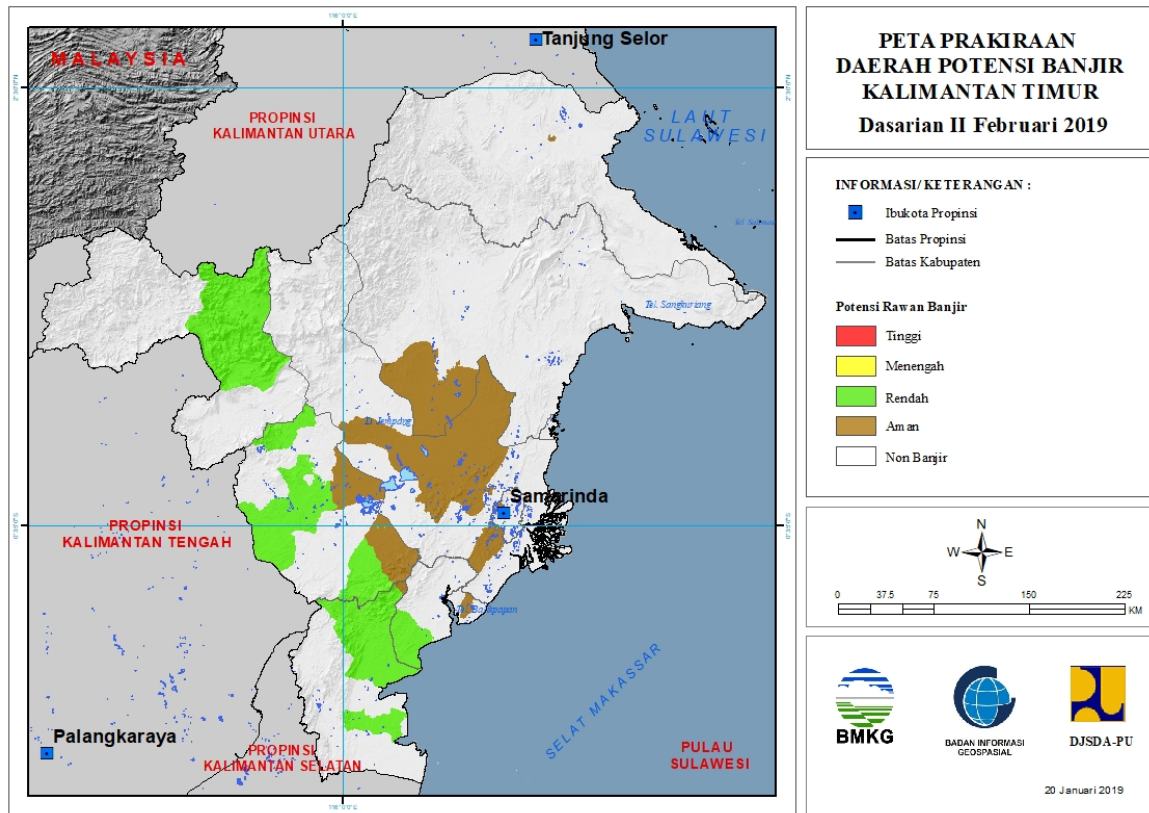 PETA PRAKIRAAN
DAERAH POTENSI BANJIR
KALIMANTAN TIMUR
Dasarian II Februari 2019
INFORMASI/ KETERANGAN :
Ibukota Propinsi
Batas Propinsi
Batas Kabupaten
Potensi Rawan Banjir
Tinggi
Menengah
Rendah
Aman
Non Banjir
N
W E
S
0 37.5 75 150 225
KM
BMKG
BADAN INFORMASI
GEOSPASIAL
DJSDA-PU
20 Januari 2019
Tanjung Selor
MALAYSIA
PROPINSI
KALIMANTAN UTARA
LAUT
SULAWESI
Tel. Sangkuriang
Samarinda
PROPINSI
KALIMANTAN TENGAH
SELAT MAKASSAR
Palangkaraya
PROPINSI
KALIMANTAN SELATAN
PULAU
SULAWESI